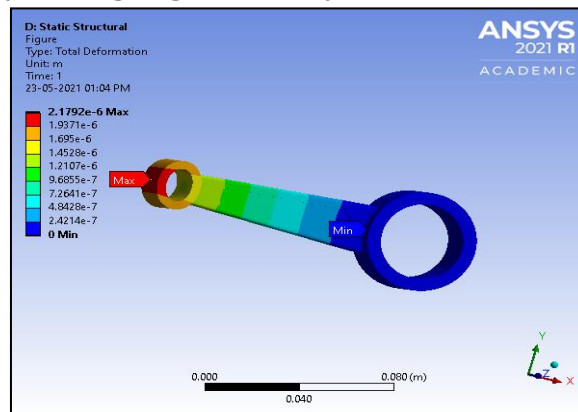 D: Static Structural
Figure
Type: Total Deformation
Unit: m
Time: 1
23-05-2021 01:04 PM
2.1792e-6 Max
1.9371e-6
1.695e-6
1.4528e-6
1.2107e-6
9.6855e-7
7.2641e-7
4.8428e-7
2.4214e-7
0 Min
ANSYS
2021 R1
ACADEMIC
Max
Min
0.000
0.080 (m)
0.040
Y
Z
X